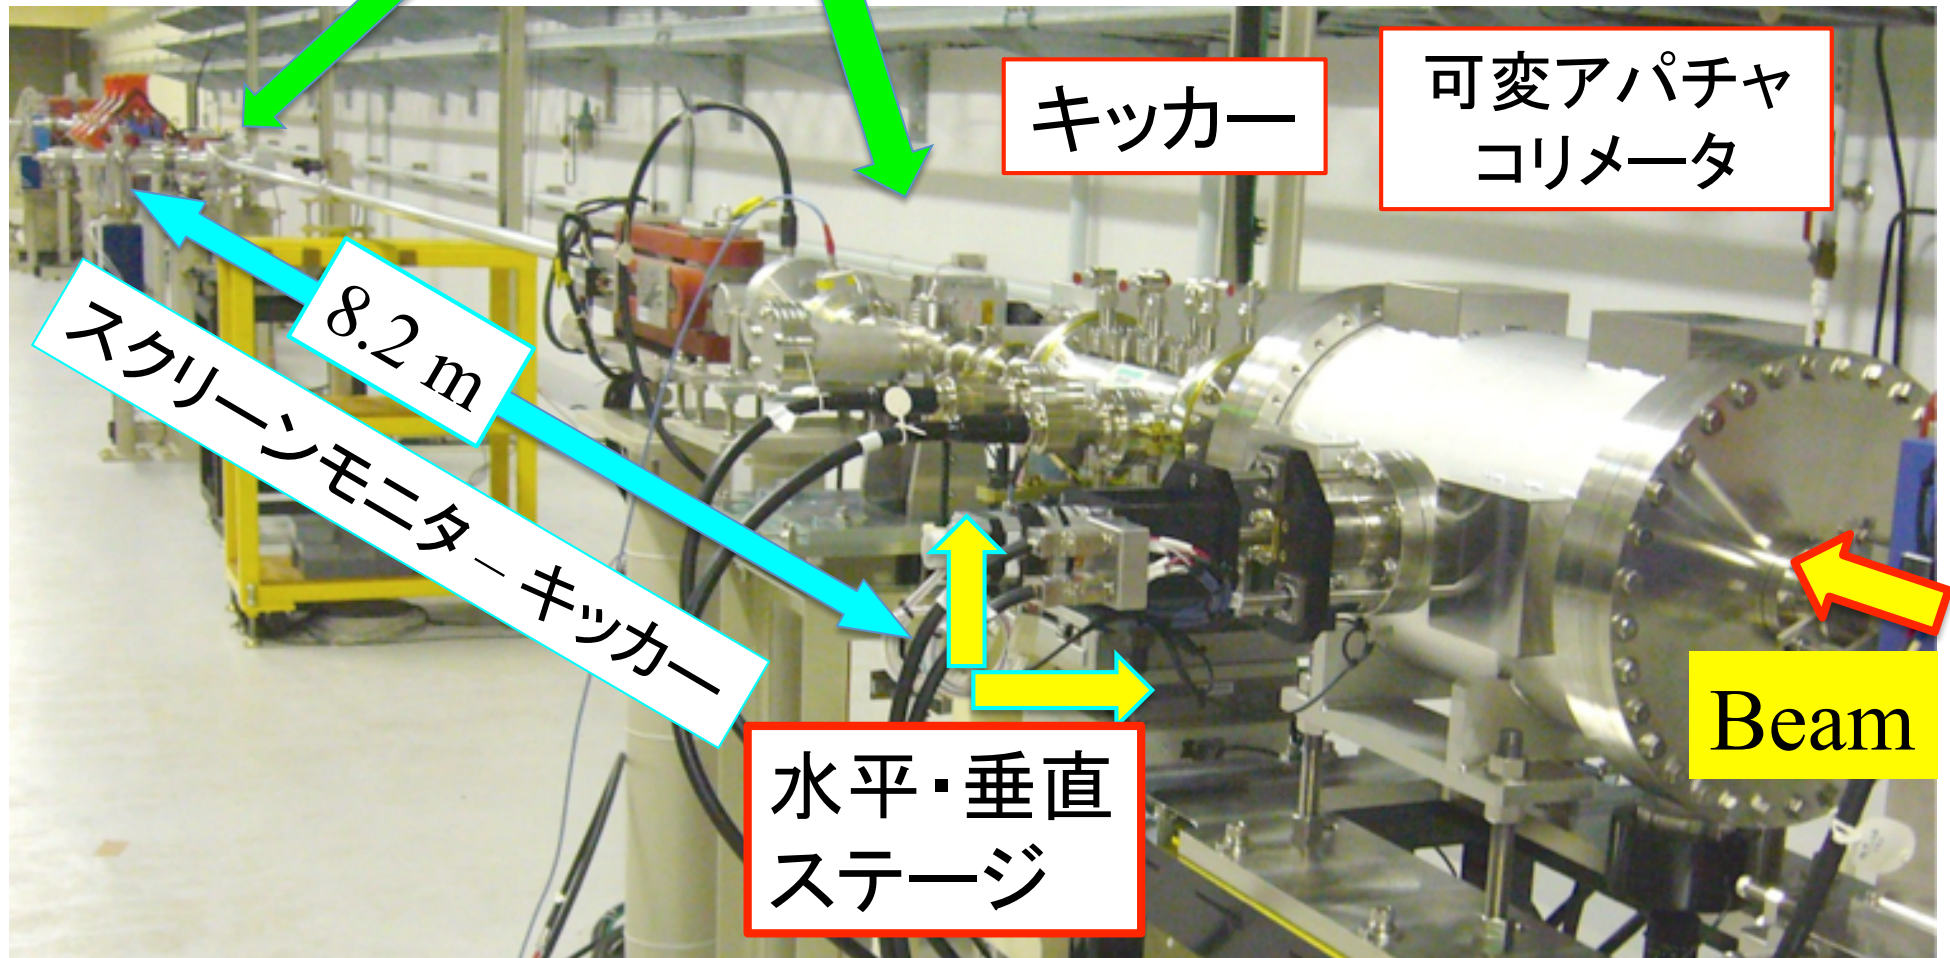 キッカー
可変アパチャ
コリメータ
8.2 m
スクリーンモニタ – キッカー
水平・垂直
ステージ
Beam